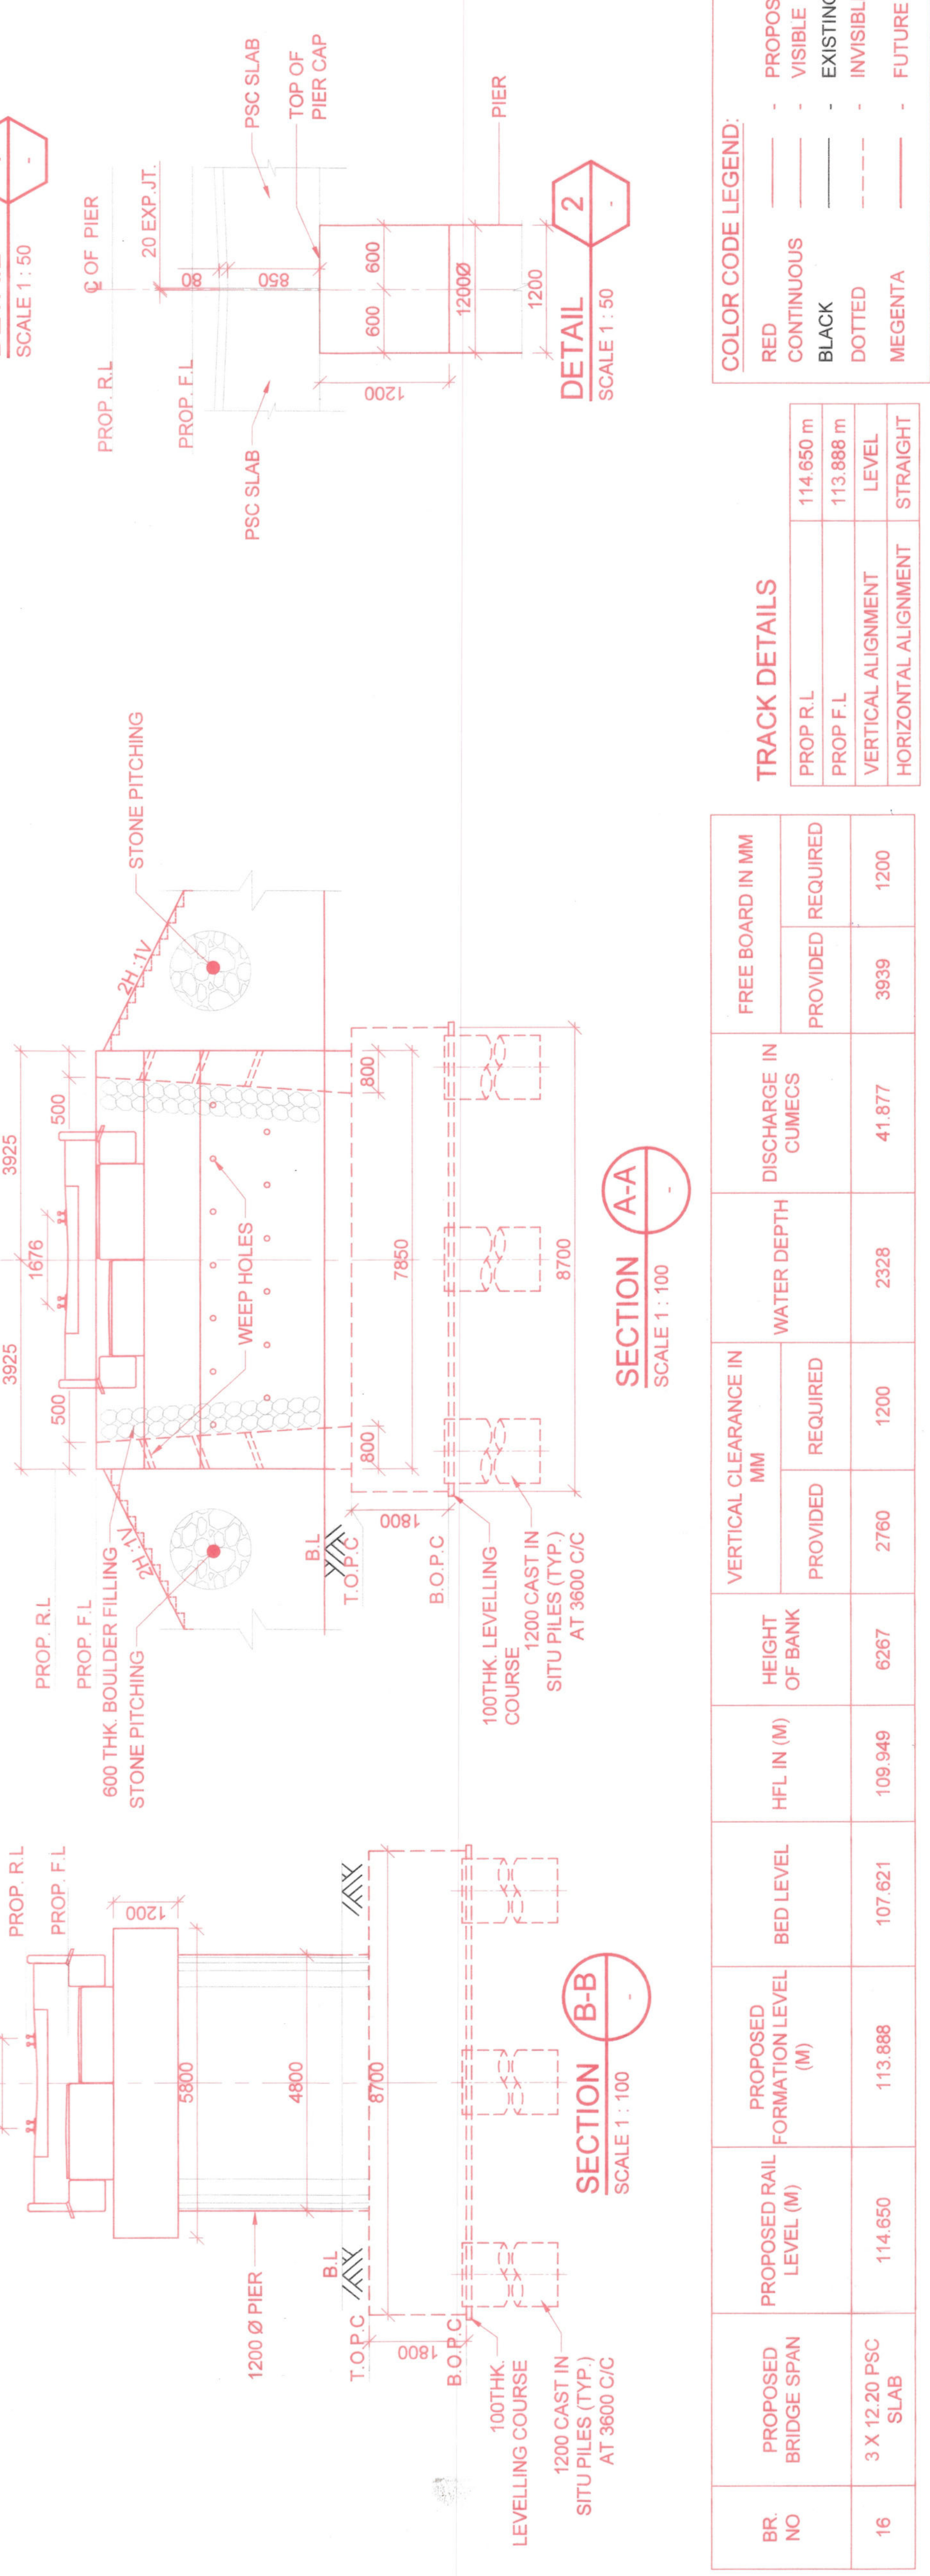 SCALE 1 : 50
PROP. R.L
PROP. F.L
5800
4800
8700
1200
1200 Ø PIER
B.L
T.O.P.C
1800
B.O.P.C
100THK.
LEVELLING COURSE
1200 CAST IN
SITU PILES (TYP.)
AT 3600 C/C
SECTION B-B
-
SCALE 1 : 100
3925
3925
1676
500
500
PROP. R.L
PROP. F.L
600 THK. BOULDER FILLING
STONE PITCHING
2H:1V
2H:1V
STONE PITCHING
WEEP HOLES
B.L
T.O.P.C
1800
B.O.P.C
800
800
7850
8700
100THK. LEVELLING
COURSE
1200 CAST IN
SITU PILES (TYP.)
AT 3600 C/C
SECTION A-A
-
SCALE 1 : 100
PROP. R.L
PROP. F.L
℄ OF PIER
20 EXP.JT.
80
850
PSC SLAB
PSC SLAB
TOP OF
PIER CAP
600
600
1200
1200Ø
1200
PIER
DETAIL 2
-
SCALE 1 : 50
BR.
NO
PROPOSED
BRIDGE SPAN
PROPOSED RAIL
LEVEL (M)
PROPOSED
FORMATION LEVEL
(M)
BED LEVEL
HFL IN (M)
HEIGHT
OF BANK
VERTICAL CLEARANCE IN
MM
PROVIDED
REQUIRED
WATER DEPTH
DISCHARGE IN
CUMECS
FREE BOARD IN MM
PROVIDED
REQUIRED
16
3 X 12.20 PSC
SLAB
114.650
113.888
107.621
109.949
6267
2760
1200
2328
41.877
3939
1200
TRACK DETAILS
PROP R.L 114.650 m
PROP F.L 113.888 m
VERTICAL ALIGNMENT LEVEL
HORIZONTAL ALIGNMENT STRAIGHT
COLOR CODE LEGEND:
RED - PROPOS
CONTINUOUS - VISIBLE
BLACK - EXISTING
DOTTED - INVISIBL
MEGENTA - FUTURE